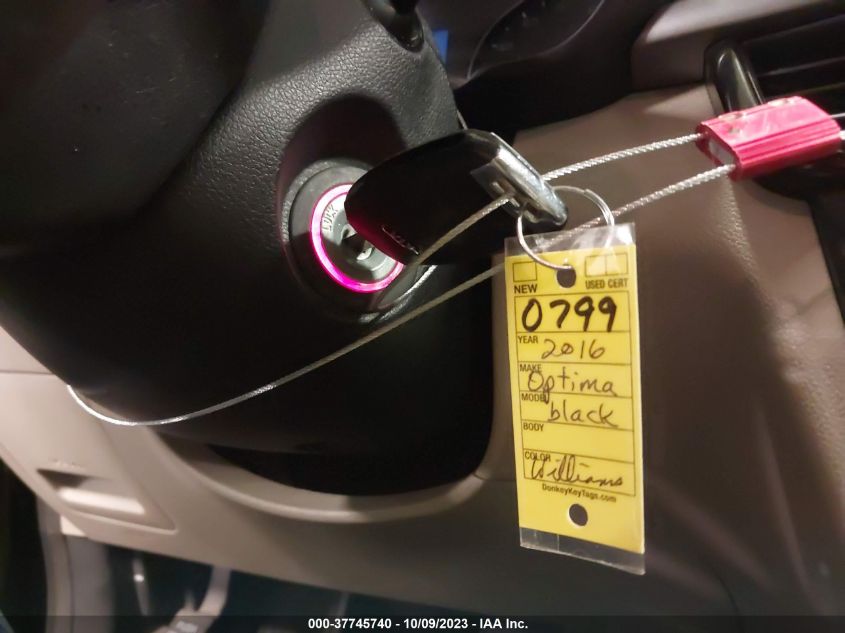 LOCK
NEW USED CERT
0799
YEAR 2016
MAKE Optima
MODEL black
BODY
COLOR Williams
DonkeyKeyTags.com
000-37745740 - 10/09/2023 - IAA Inc.